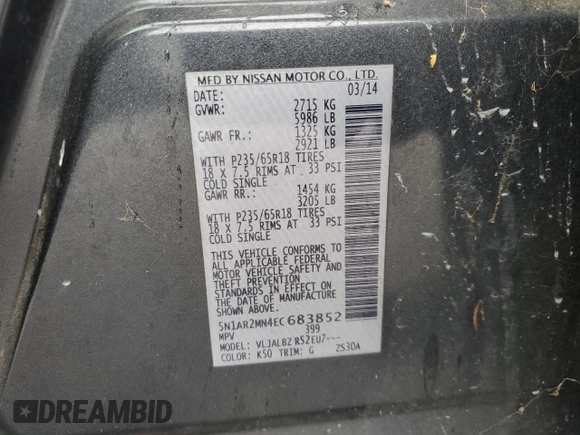 MFD BY NISSAN MOTOR CO., LTD.
DATE: 03/14
GVWR: 2715 KG
5986 LB
GAWR FR.: 1325 KG
2921 LB
WITH P235/65R18 TIRES
18 X 7.5 RIMS AT 33 PSI
COLD SINGLE
GAWR RR.: 1454 KG
3205 LB
WITH P235/65R18 TIRES
18 X 7.5 RIMS AT 33 PSI
COLD SINGLE
THIS VEHICLE CONFORMS TO
ALL APPLICABLE FEDERAL
MOTOR VEHICLE SAFETY AND
THEFT PREVENTION
STANDARDS IN EFFECT ON
THE DATE OF MANUFACTURE
SHOWN ABOVE
5N1AR2MN4EC683852
MPV 399
MODEL: VLJALBZ R52EU7---
COLOR: K50 TRIM: G ZS30A
DREAMBID